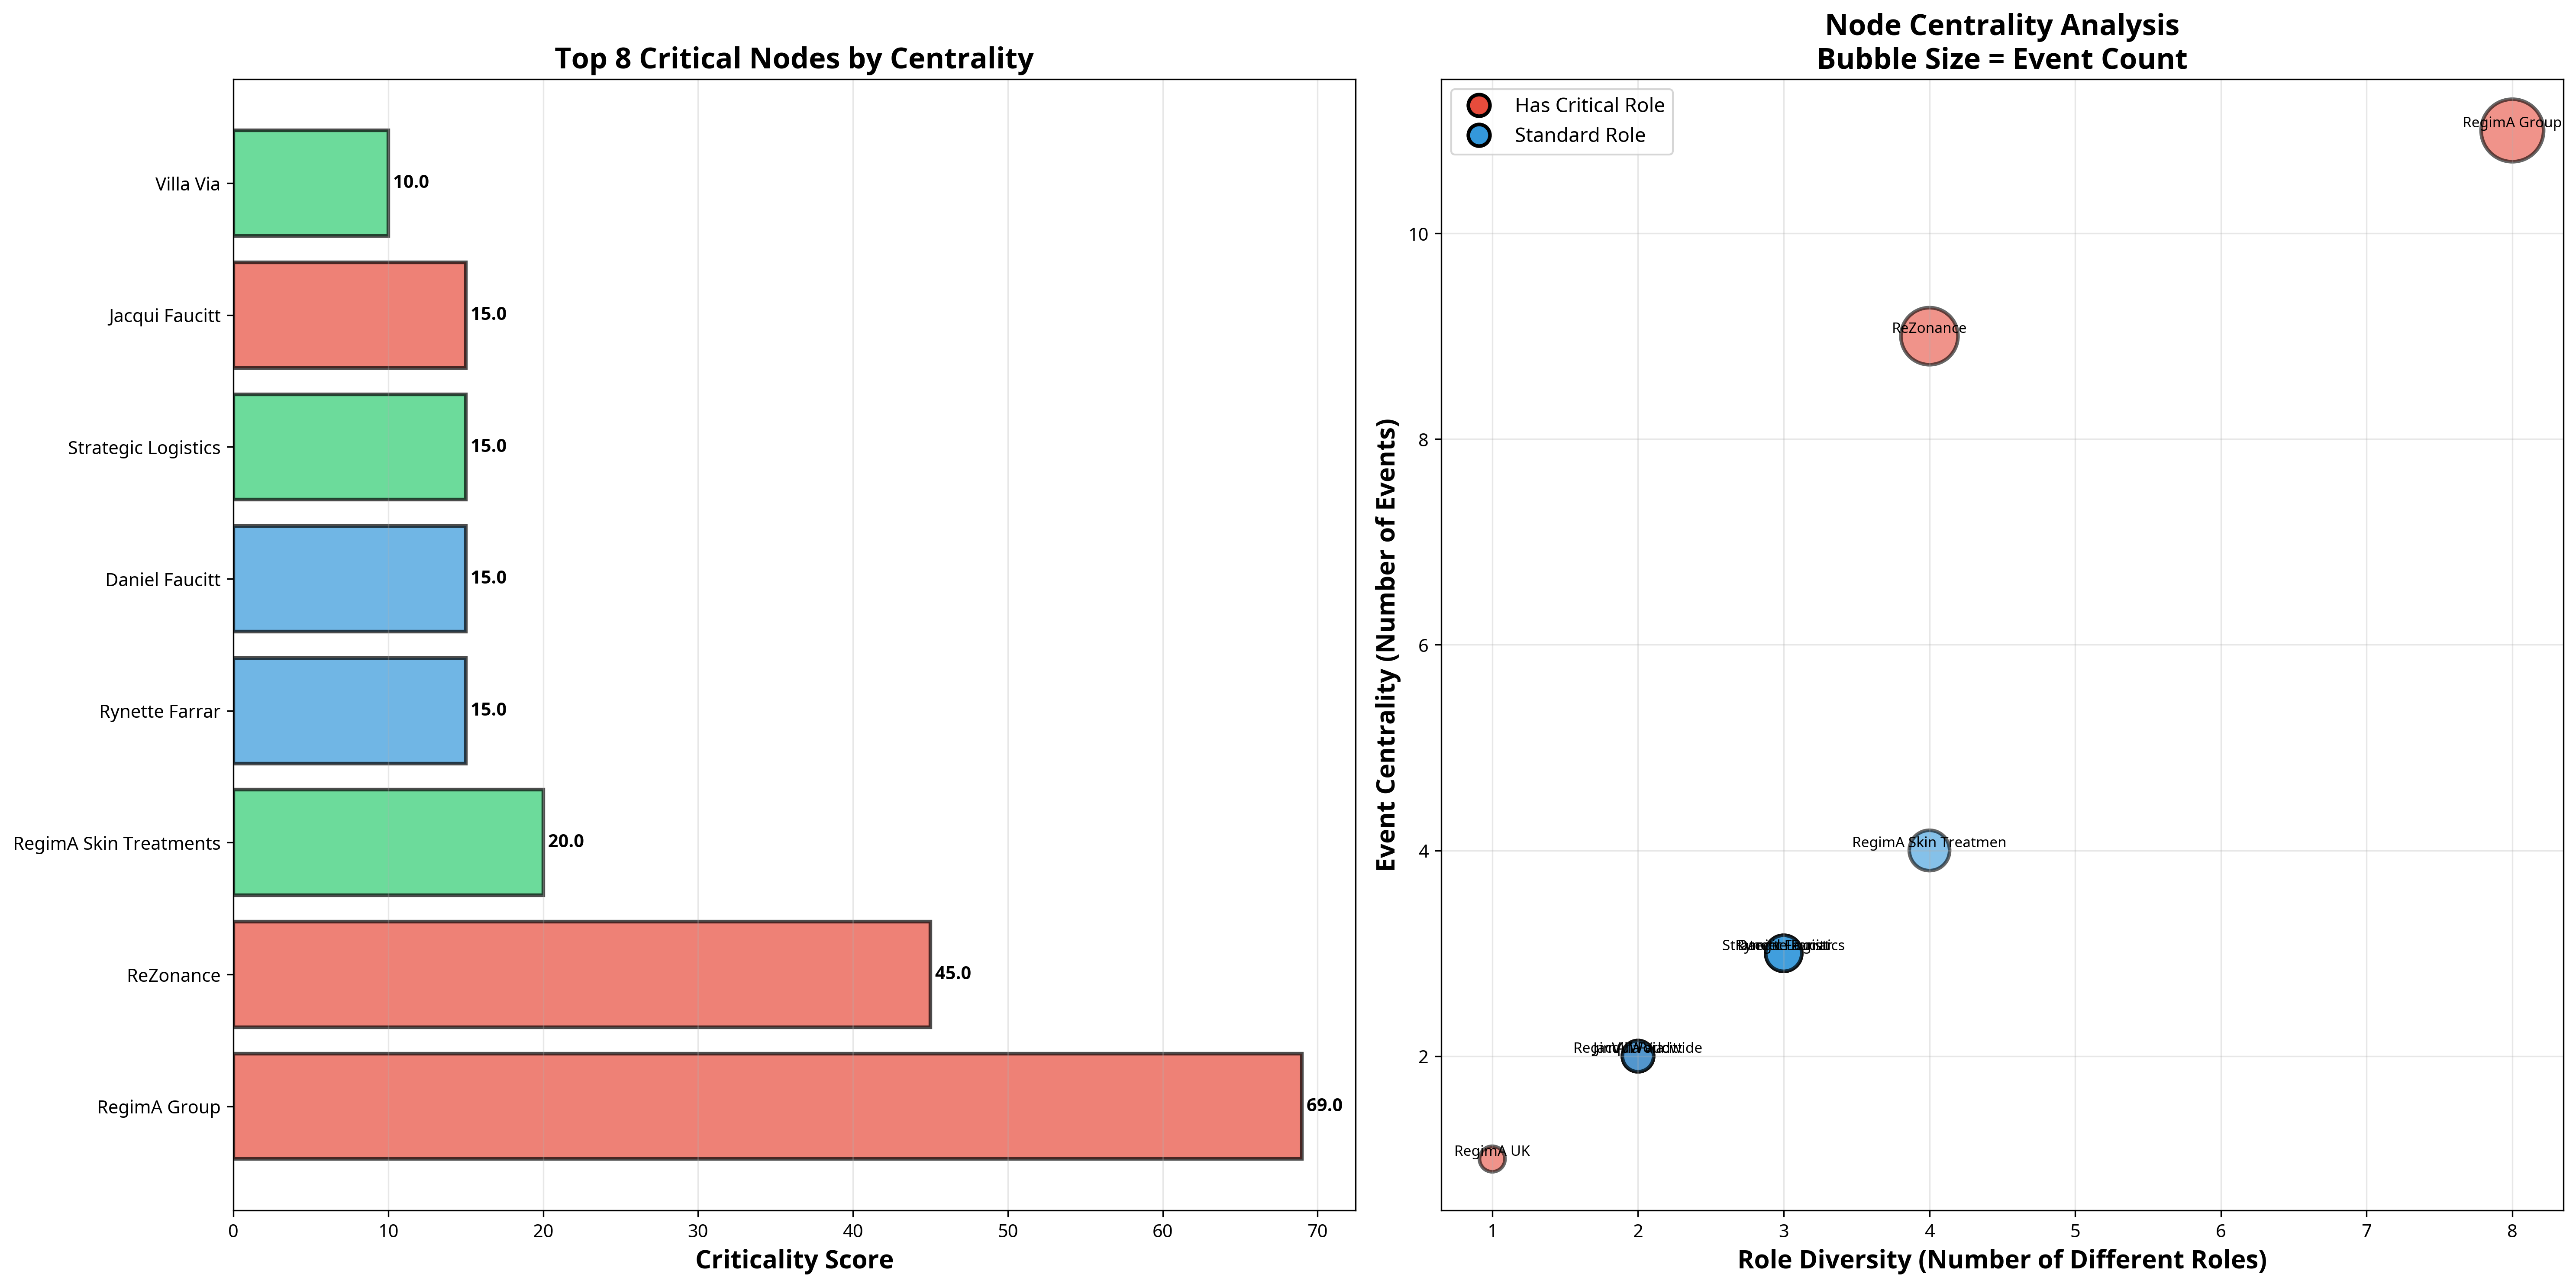 Top 8 Critical Nodes by Centrality
Villa Via
10.0
Jacqui Faucitt
15.0
Strategic Logistics
15.0
Daniel Faucitt
15.0
Rynette Farrar
15.0
RegimA Skin Treatments
20.0
ReZonance
45.0
RegimA Group
69.0
0 10 20 30 40 50 60 70
Criticality Score
Node Centrality Analysis
Bubble Size = Event Count
Has Critical Role
Standard Role
RegimA Group
ReZonance
RegimA Skin Treatmen
RegimA UK
10
8
6
4
2
Event Centrality (Number of Events)
1 2 3 4 5 6 7 8
Role Diversity (Number of Different Roles)